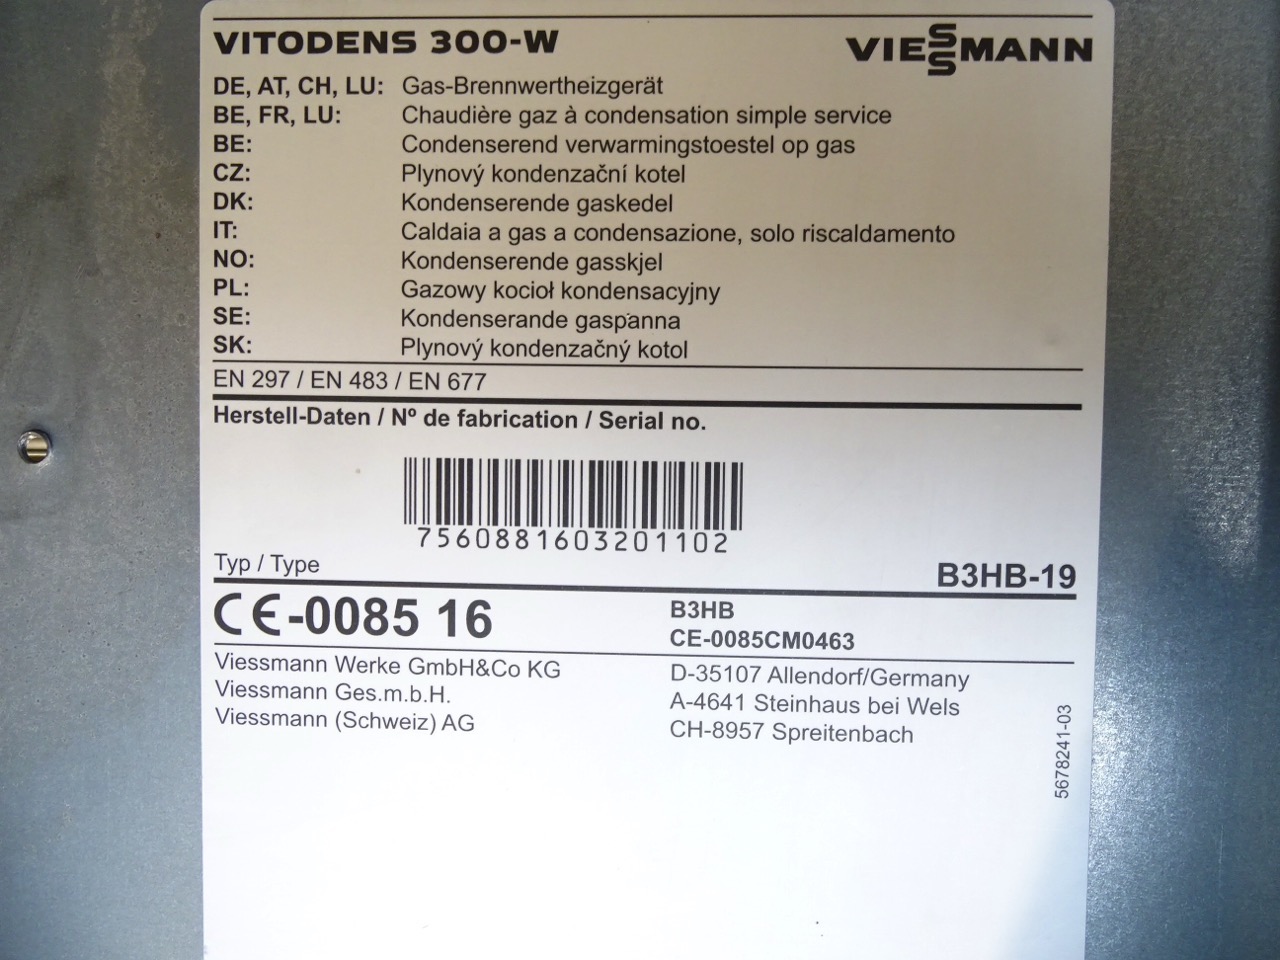 VITODENS 300-W
VIESSMANN
DE, AT, CH, LU: Gas-Brennwertheizgerät
BE, FR, LU: Chaudière gaz à condensation simple service
BE: Condenserend verwarmingstoestel op gas
CZ: Plynový kondenzační kotel
DK: Kondenserende gaskedel
IT: Caldaia a gas a condensazione, solo riscaldamento
NO: Kondenserende gasskjel
PL: Gazowy kocioł kondensacyjny
SE: Kondenserande gaspanna
SK: Plynový kondenzačný kotol
EN 297 / EN 483 / EN 677
Herstell-Daten / Nº de fabrication / Serial no.
7560881603201102
Typ / Type B3HB-19
CE-0085 16
B3HB
CE-0085CM0463
Viessmann Werke GmbH&Co KG D-35107 Allendorf/Germany
Viessmann Ges.m.b.H. A-4641 Steinhaus bei Wels
Viessmann (Schweiz) AG CH-8957 Spreitenbach
5678241-03